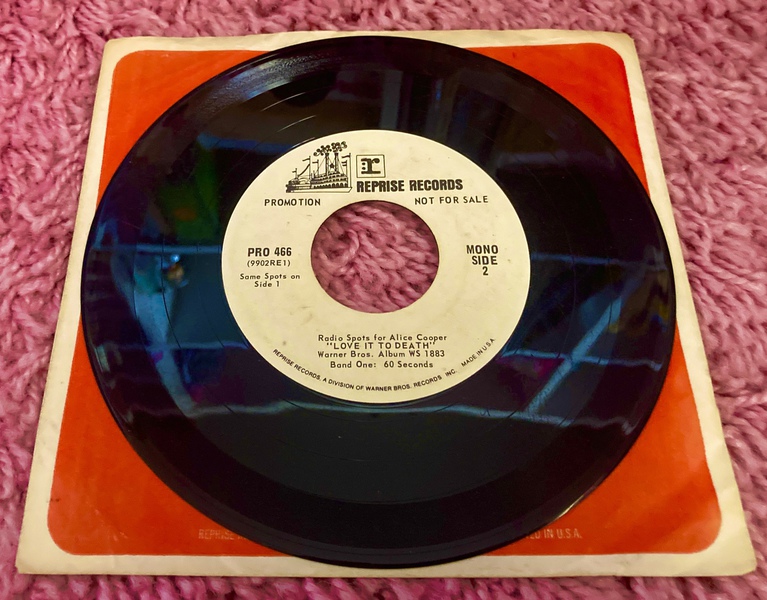 r
REPRISE RECORDS
PROMOTION NOT FOR SALE
PRO 466
(9902RE1)
Same Spots on
Side 1
MONO
SIDE
2
Radio Spots for Alice Cooper
"LOVE IT TO DEATH"
Warner Bros. Album WS 1883
Band One: 60 Seconds
REPRISE RECORDS, A DIVISION OF WARNER BROS. RECORDS INC. MADE IN U.S.A.
REPRISE IN U.S.A.